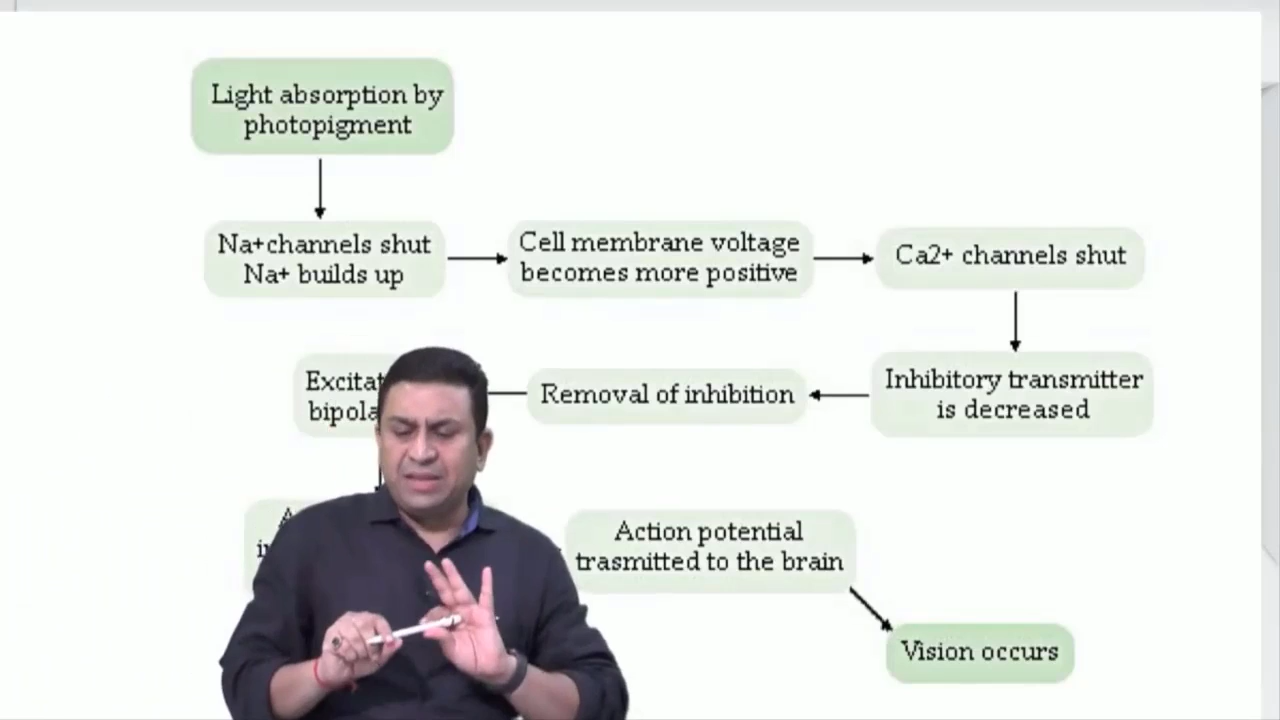 Light absorption by
photopigment
Na+channels shut
Na+ builds up
Cell membrane voltage
becomes more positive
Ca2+ channels shut
Inhibitory transmitter
is decreased
Removal of inhibition
Action potential
trasmitted to the brain
Vision occurs